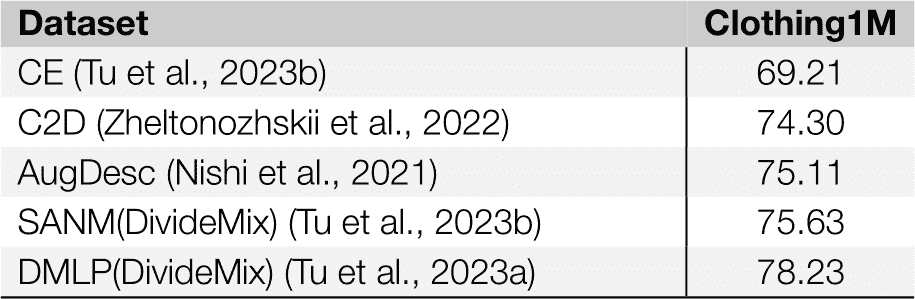 Dataset Clothing1M
CE (Tu et al., 2023b) 69.21
C2D (Zheltonozhskii et al., 2022) 74.30
AugDesc (Nishi et al., 2021) 75.11
SANM(DivideMix) (Tu et al., 2023b) 75.63
DMLP(DivideMix) (Tu et al., 2023a) 78.23